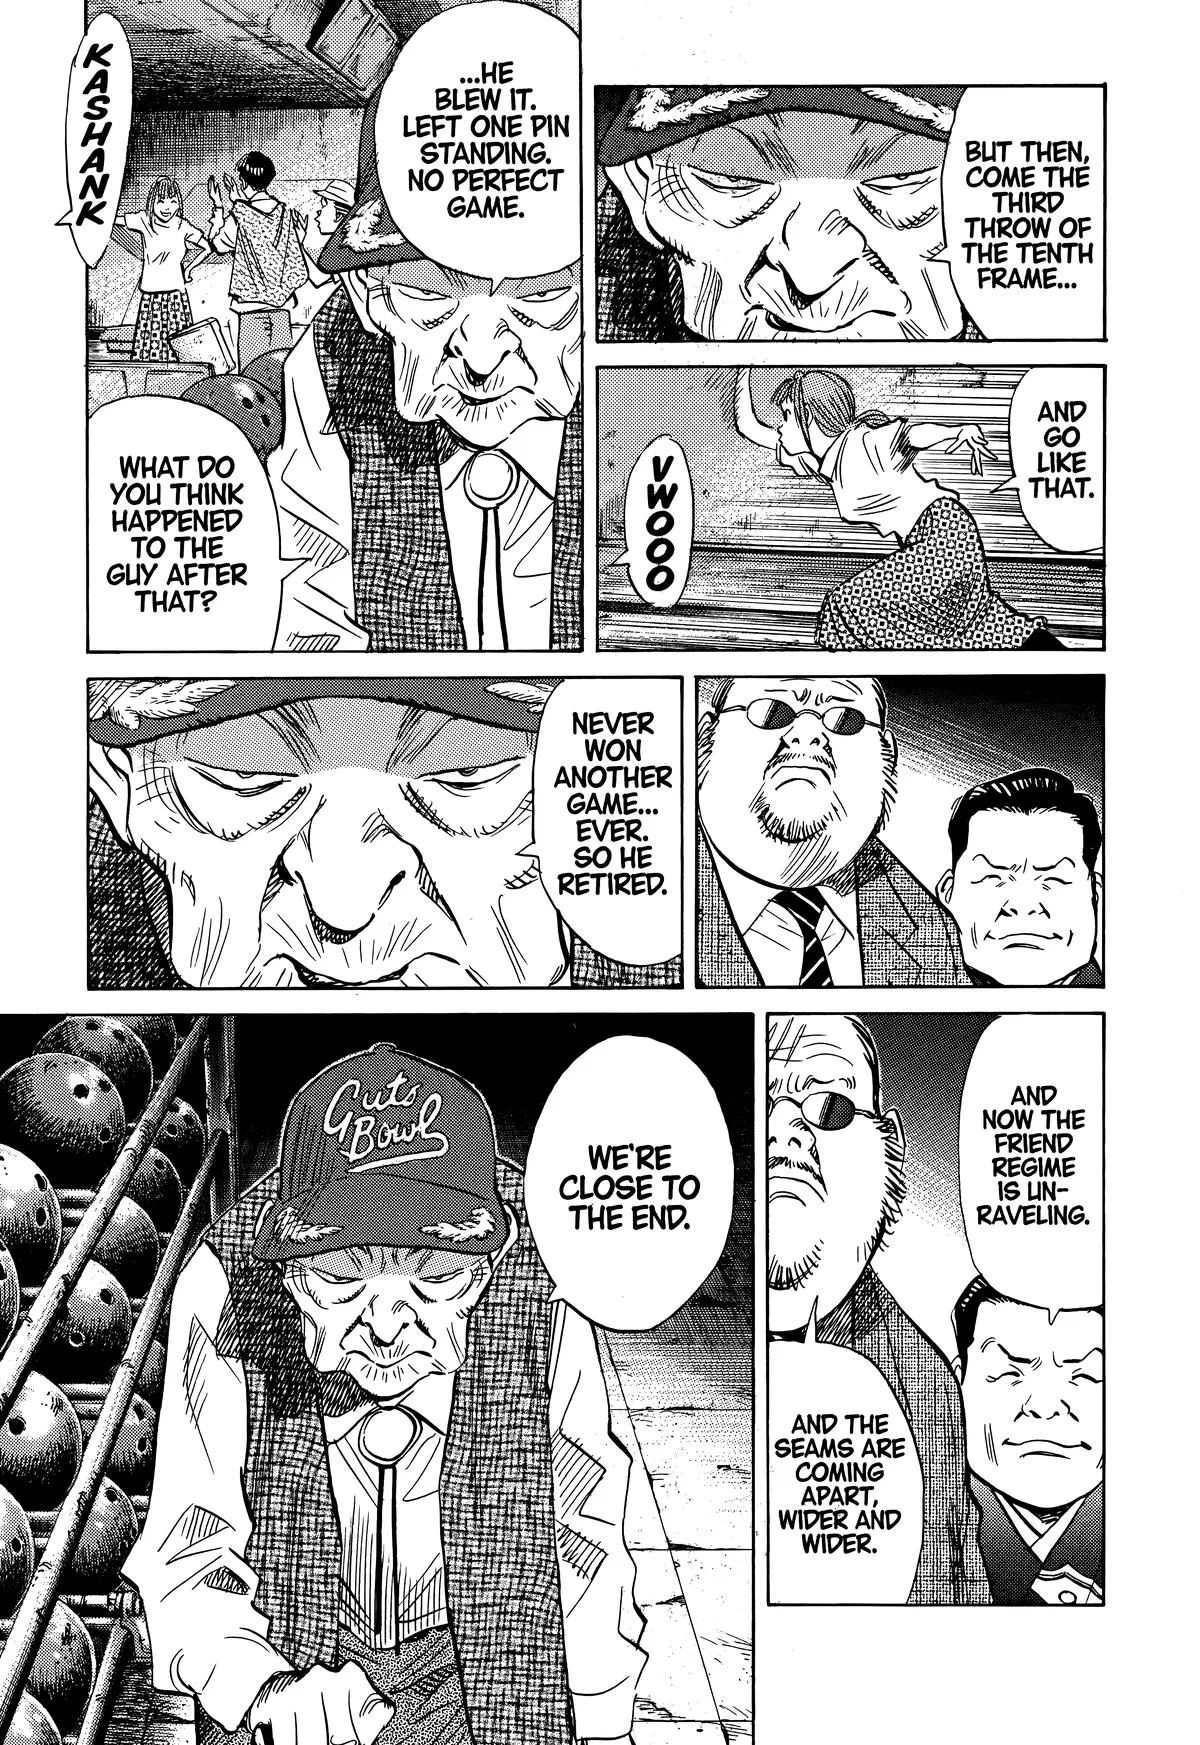 BUT THEN,
COME THE
THIRD
THROW OF
THE TENTH
FRAME...
AND
GO
LIKE
THAT.
VWOOO
...HE
BLEW IT.
LEFT ONE PIN
STANDING.
NO PERFECT
GAME.
KASHANK
WHAT DO
YOU THINK
HAPPENED
TO THE
GUY AFTER
THAT?
NEVER
WON
ANOTHER
GAME...
EVER.
SO HE
RETIRED.
AND
NOW THE
FRIEND
REGIME
IS UN-
RAVELING.
AND THE
SEAMS ARE
COMING
APART,
WIDER AND
WIDER.
WE'RE
CLOSE TO
THE END.
Guts
Bowl